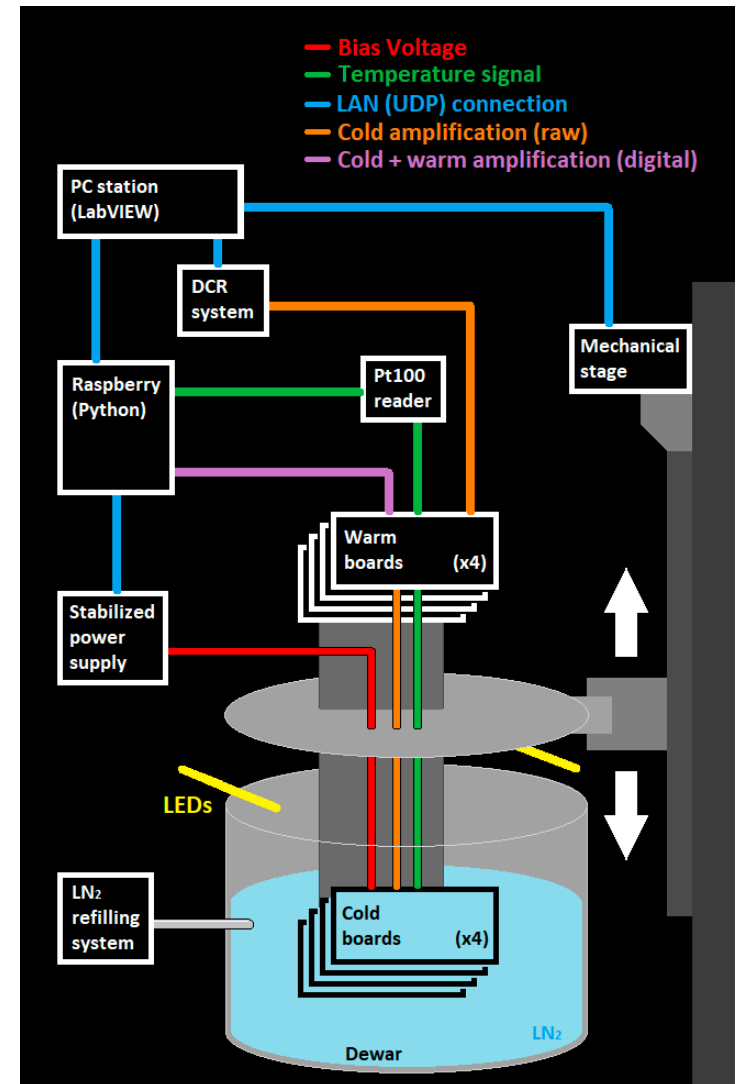 Bias Voltage
Temperature signal
LAN (UDP) connection
Cold amplification (raw)
Cold + warm amplification (digital)
PC station
(LabVIEW)
DCR
system
Mechanical
stage
Raspberry
(Python)
Pt100
reader
Warm
boards (x4)
Stabilized
power
supply
LEDs
LN₂
refilling
system
Cold
boards (x4)
LN₂
Dewar